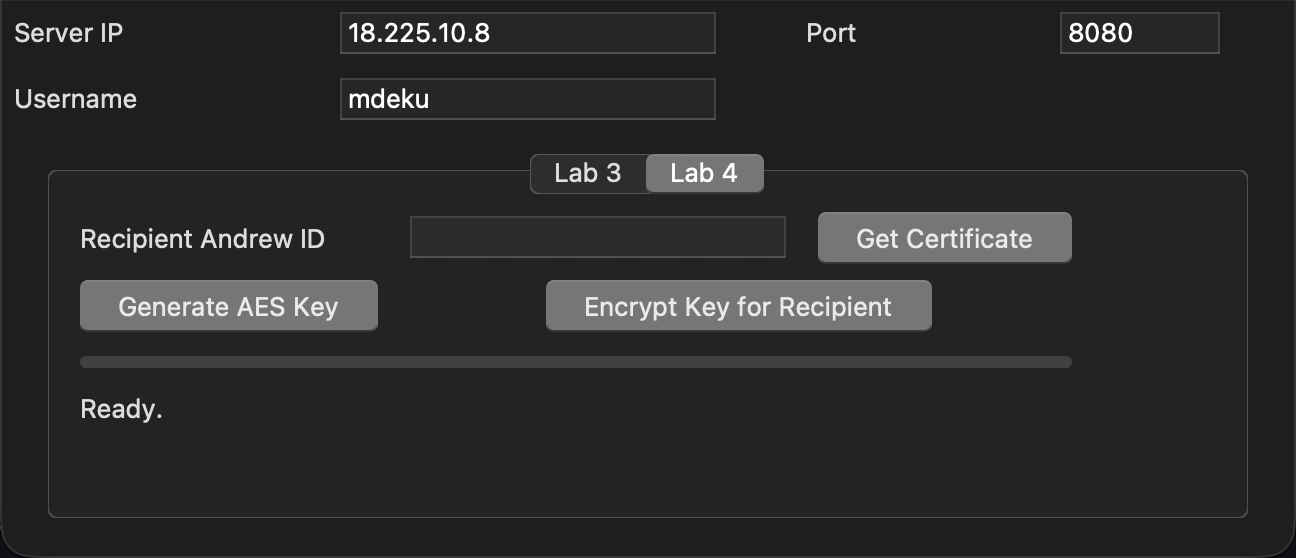 Server IP 18.225.10.8 Port 8080
Username mdeku
Lab 3 Lab 4
Recipient Andrew ID Get Certificate
Generate AES Key Encrypt Key for Recipient
Ready.